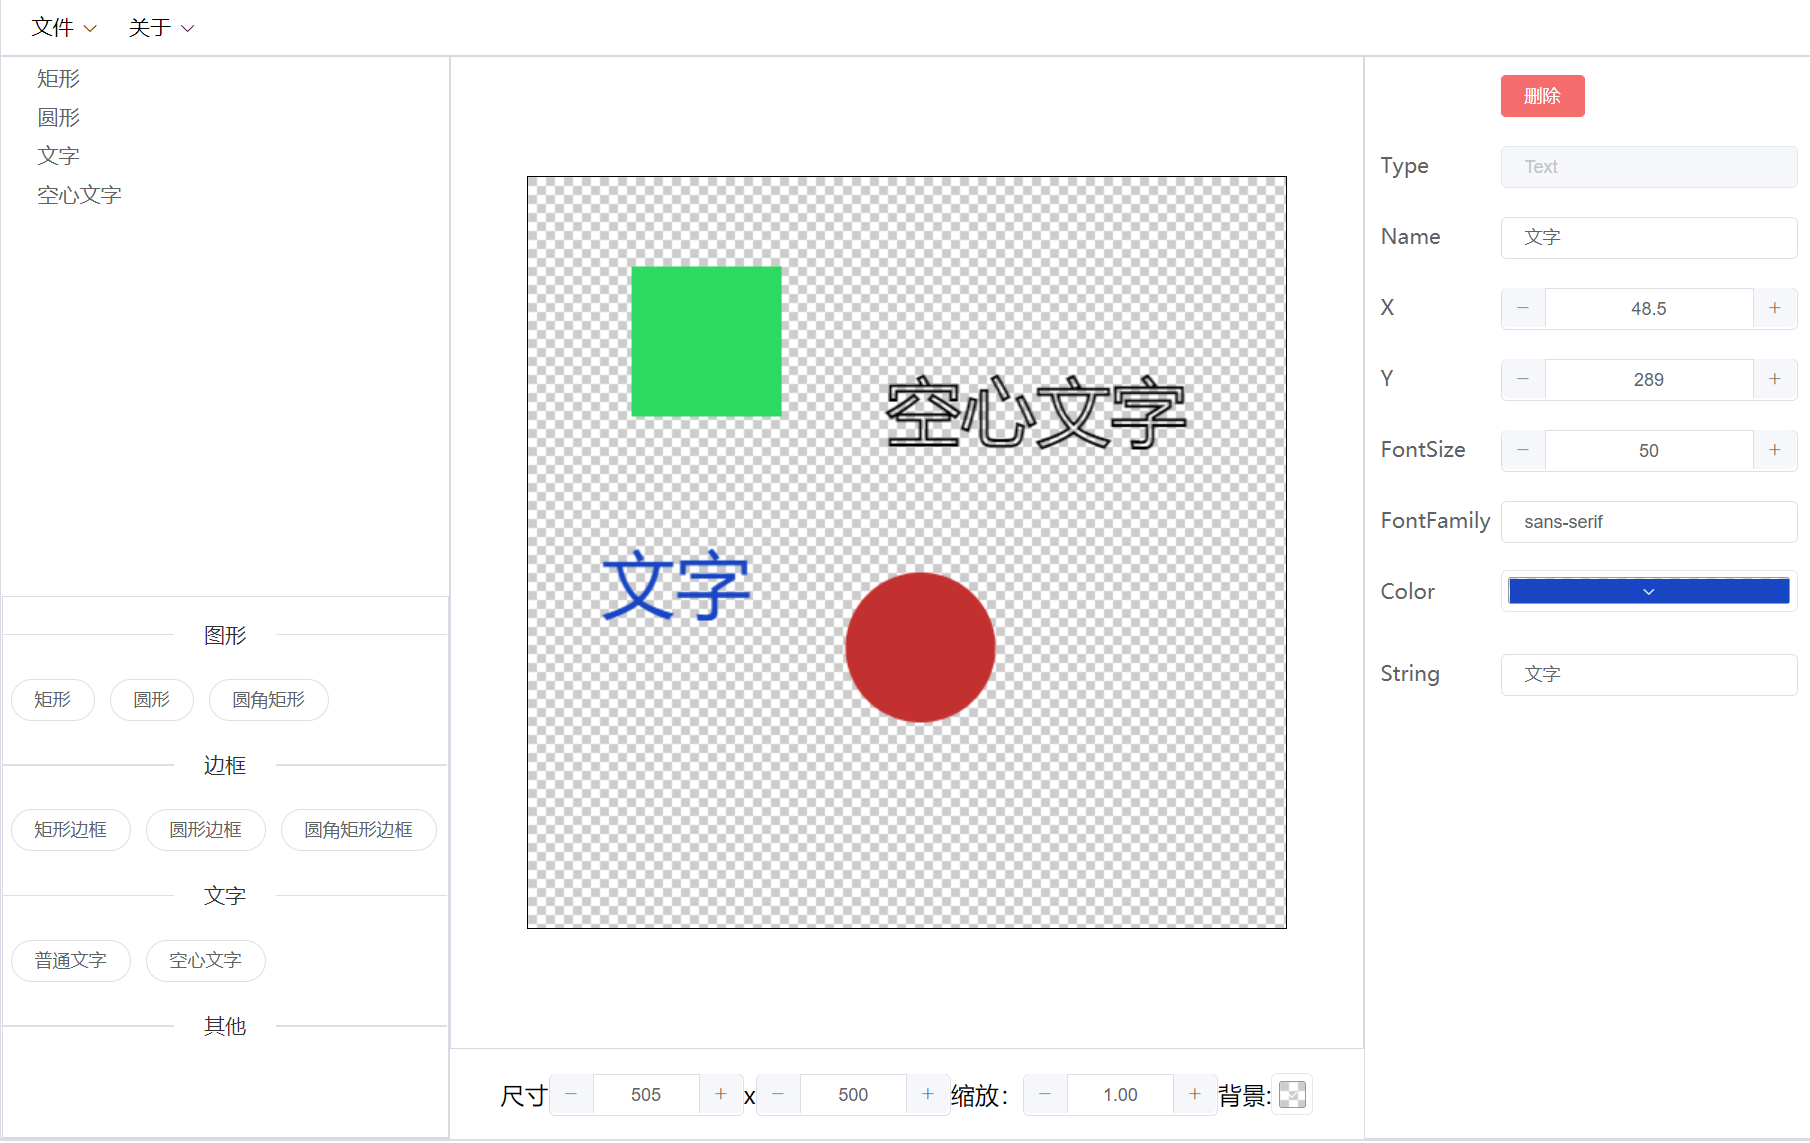 文件 关于
矩形
圆形
文字
空心文字
图形
矩形 圆形 圆角矩形
边框
矩形边框 圆形边框 圆角矩形边框
文字
普通文字 空心文字
其他
空心文字
文字
尺寸 − 505 + x − 500 + 缩放： − 1.00 + 背景:
删除
Type Text
Name 文字
X − 48.5 +
Y − 289 +
FontSize − 50 +
FontFamily sans-serif
Color
String 文字